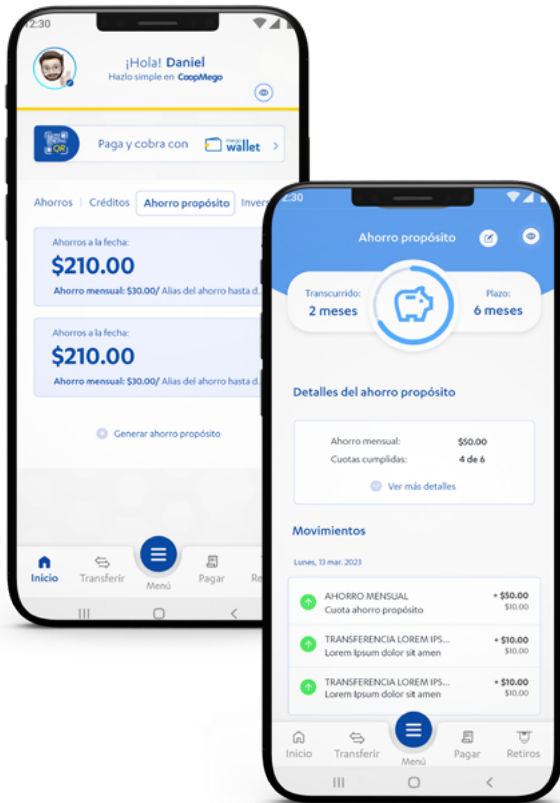 2:30
¡Hola! Daniel
Hazlo simple en CoopMego
QR
Paga y cobra con mego wallet
Ahorros | Créditos Ahorro propósito Inver
Ahorros a la fecha:
$210.00
Ahorro mensual: $30.00/ Alias del ahorro hasta d...
Ahorros a la fecha:
$210.00
Ahorro mensual: $30.00/ Alias del ahorro hasta d...
Generar ahorro propósito
Inicio Transferir Menú Pagar Re
2:30
Ahorro propósito
Transcurrido: Plazo:
2 meses 6 meses
Detalles del ahorro propósito
Ahorro mensual: $50.00
Cuotas cumplidas: 4 de 6
Ver más detalles
Movimientos
Lunes, 13 mar. 2023
AHORRO MENSUAL + $50.00
Cuota ahorro propósito $10.00
TRANSFERENCIA LOREM IPS... + $10.00
Lorem Ipsum dolor sit amen $10.00
TRANSFERENCIA LOREM IPS... + $10.00
Lorem Ipsum dolor sit amen $10.00
Inicio Transferir Menú Pagar Retiros